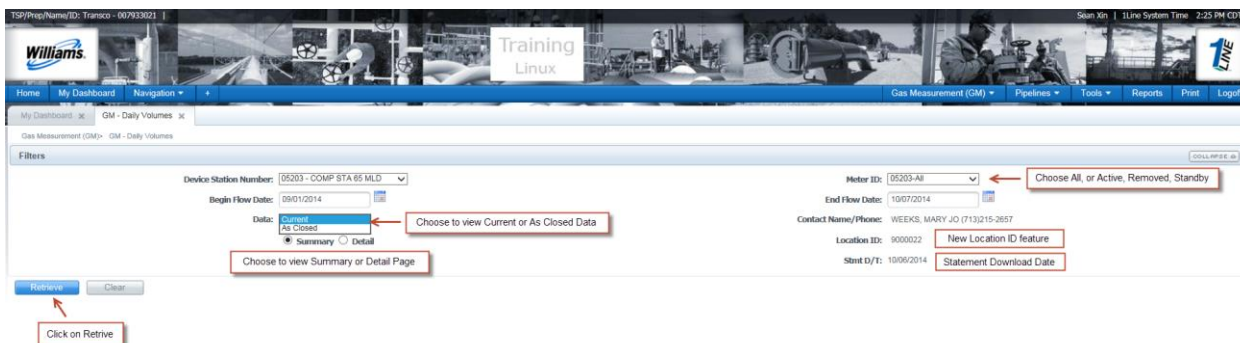 TSP/Prep/Name/ID: Transco - 007933021 |
Sean Xin | 1Line System Time 2:25 PM CDT
Williams.
Training
Linux
1LINE
Home My Dashboard Navigation +
Gas Measurement (GM) Pipelines Tools Reports Print Logoff
My Dashboard x GM - Daily Volumes x
Gas Measurement (GM)> GM - Daily Volumes
Filters
COLLAPSE
Device Station Number: 05203 - COMP STA 65 MLD
Meter ID: 05203-All
Choose All, or Active, Removed, Standby
Begin Flow Date: 09/01/2014
End Flow Date: 10/07/2014
Data: Current
As Closed
Choose to view Current or As Closed Data
Contact Name/Phone: WEEKS, MARY JO (713)215-2657
Summary Detail
Location ID: 9000022
New Location ID feature
Choose to view Summary or Detail Page
Stmt D/T: 10/06/2014
Statement Download Date
Retrieve Clear
Click on Retrive